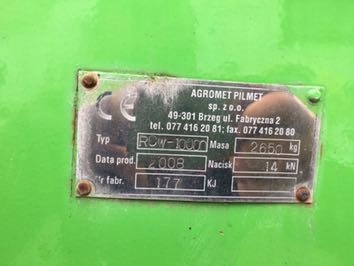 AGROMET PILMET
sp. z o.o.
CE
49-301 Brzeg ul. Fabryczna 2
tel. 077 416 20 81; fax. 077 416 20 80
Typ RCW-10000 Masa 2650 kg
Data prod. 2008 Nacisk 14 kN
Nr fabr. 177 KJ